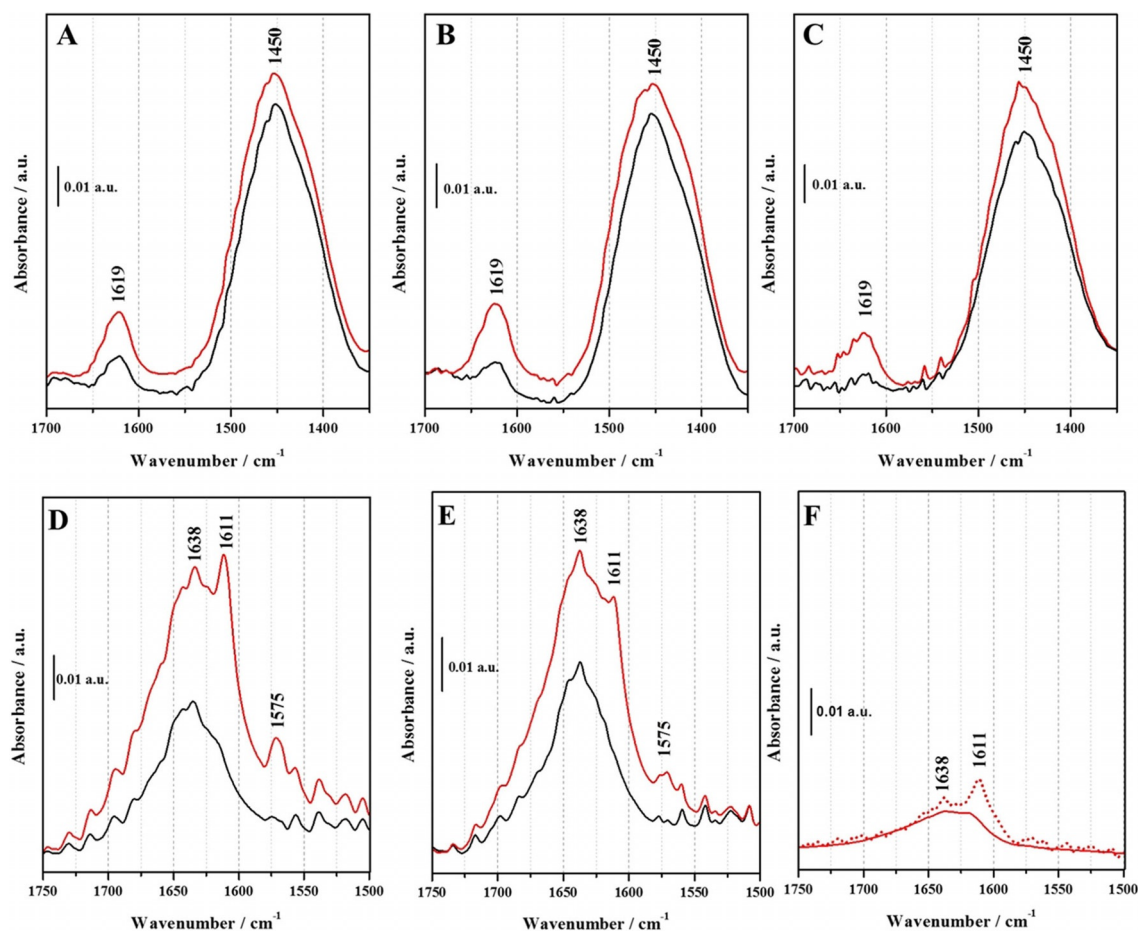 A
1450
1619
0.01 a.u.
Absorbance / a.u.
1700 1600 1500 1400
Wavenumber / cm⁻¹
B
1450
1619
0.01 a.u.
Absorbance / a.u.
1700 1600 1500 1400
Wavenumber / cm⁻¹
C
1450
1619
0.01 a.u.
Absorbance / a.u.
1700 1600 1500 1400
Wavenumber / cm⁻¹
D
1638
1611
1575
0.01 a.u.
Absorbance / a.u.
1750 1700 1650 1600 1550 1500
Wavenumber / cm⁻¹
E
1638
1611
1575
0.01 a.u.
Absorbance / a.u.
1750 1700 1650 1600 1550 1500
Wavenumber / cm⁻¹
F
1638
1611
0.01 a.u.
Absorbance / a.u.
1750 1700 1650 1600 1550 1500
Wavenumber / cm⁻¹